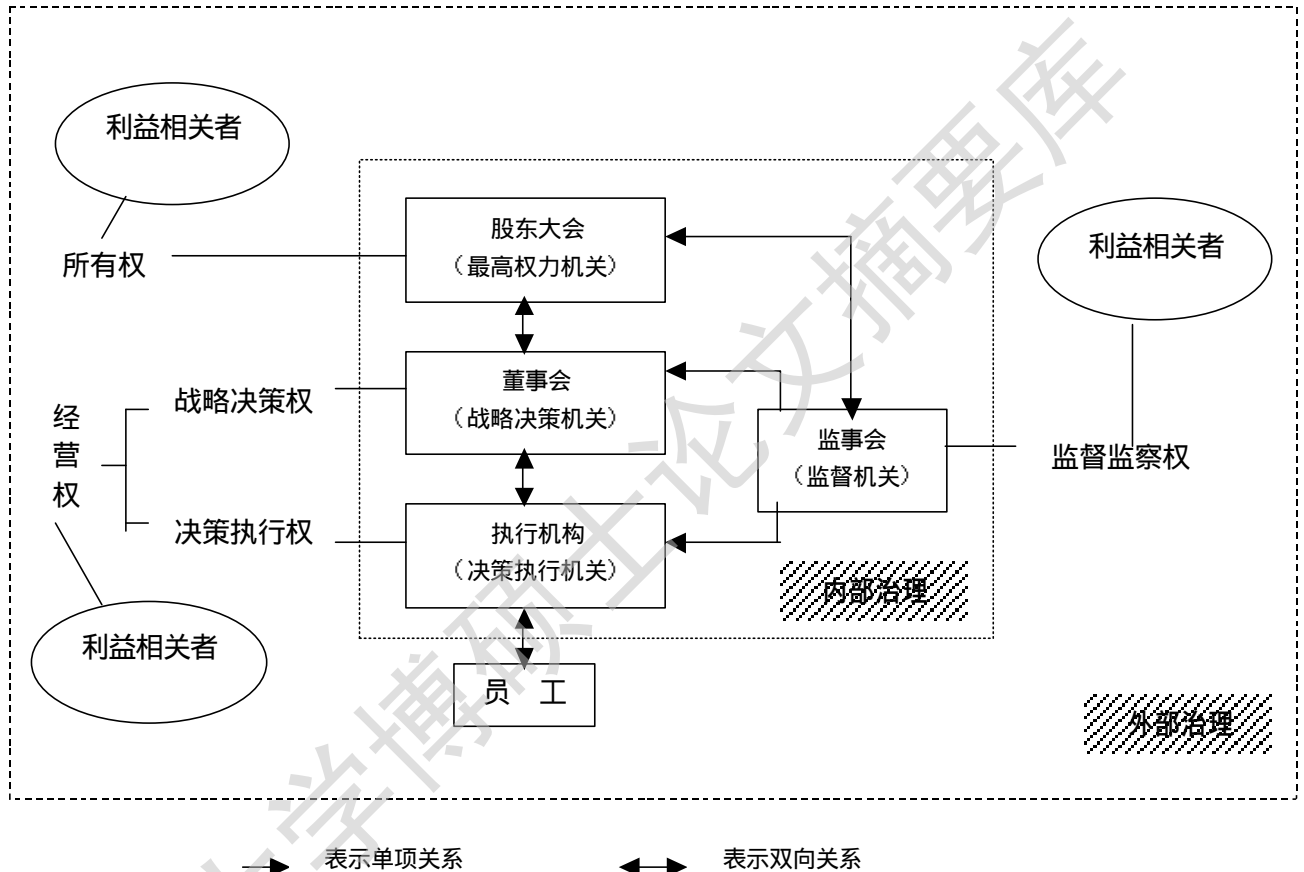 利益相关者
股东大会
（最高权力机关）
利益相关者
所有权
董事会
（战略决策机关）
战略决策权
经
营
权
监事会
（监督机关）
监督监察权
决策执行权
执行机构
（决策执行机关）
内部治理
利益相关者
员 工
外部治理
表示单项关系
表示双向关系
学博硕士论文摘要库